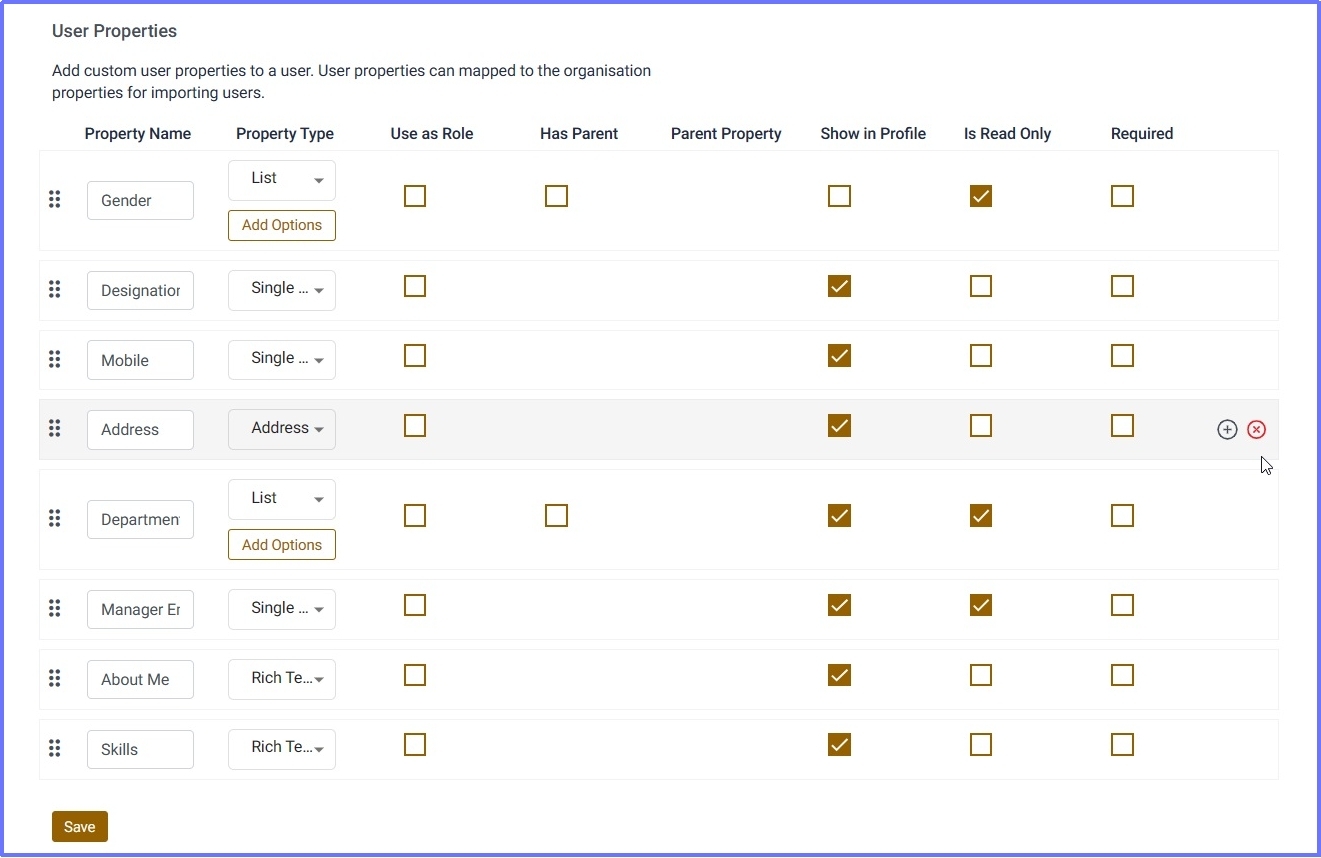 User Properties
Add custom user properties to a user. User properties can mapped to the organisation
properties for importing users.
Property Name Property Type Use as Role Has Parent Parent Property Show in Profile Is Read Only Required
Gender List
Add Options
Designation Single ...
Mobile Single ...
Address Address
Department List
Add Options
Manager Er Single ...
About Me Rich Te...
Skills Rich Te...
Save